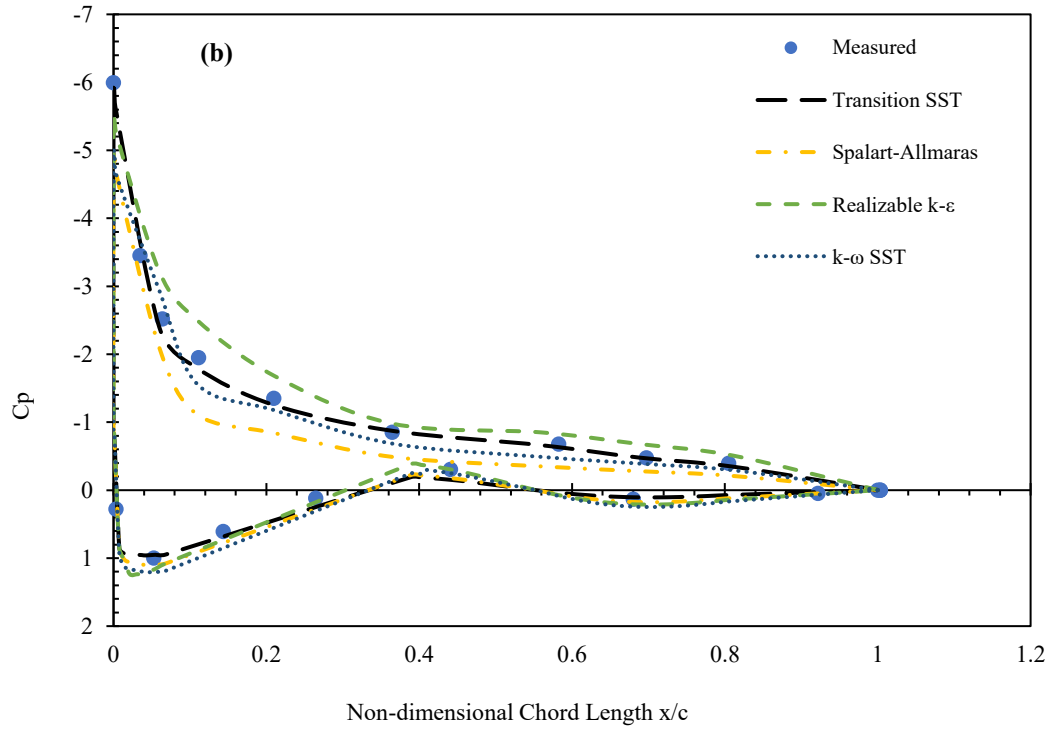 -7
(b)
Measured
-6
Transition SST
-5
Spalart-Allmaras
-4
Realizable k-ε
k-ω SST
-3
-2
Cp
-1
0
1
2
0
0.2
0.4
0.6
0.8
1
1.2
Non-dimensional Chord Length x/c